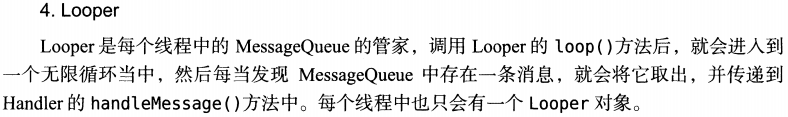 4. Looper
Looper 是每个线程中的 MessageQueue 的管家，调用 Looper 的 loop()方法后，就会进入到
一个无限循环当中，然后每当发现 MessageQueue 中存在一条消息，就会将它取出，并传递到
Handler 的 handleMessage()方法中。每个线程中也只会有一个 Looper 对象。